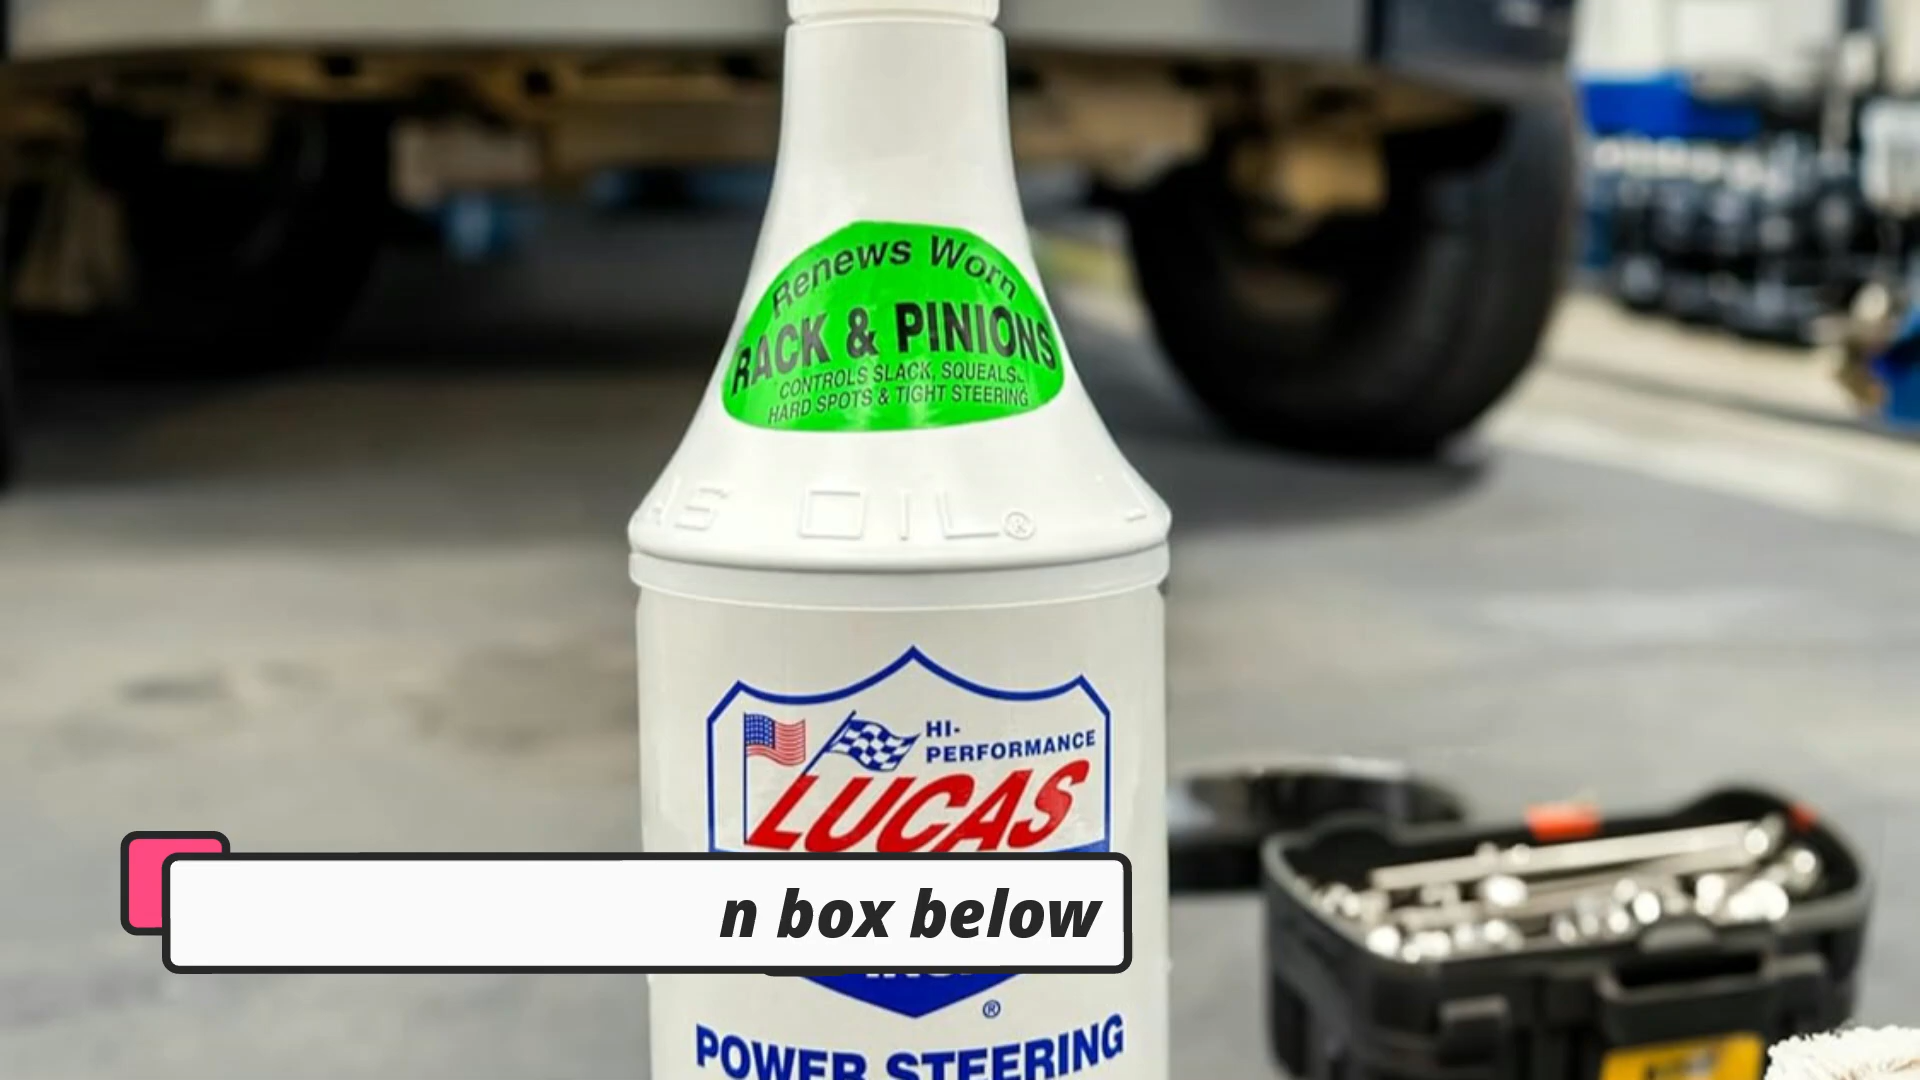 Renews Worn
RACK & PINIONS
CONTROLS SLACK, SQUEALS,
HARD SPOTS & TIGHT STEERING
OIL®
HI-
PERFORMANCE
LUCAS
n box below
®
POWER STEERING